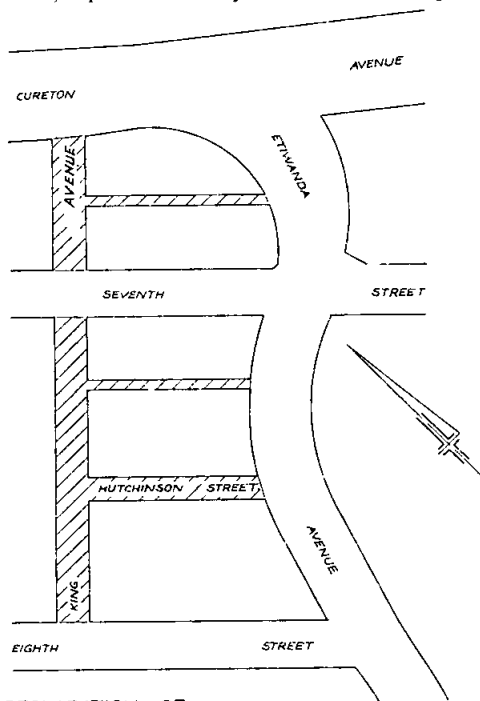 AVENUE
CURETON
AVENUE
ETIWANDA
SEVENTH STREET
HUTCHINSON STREET
AVENUE
KING
EIGHTH STREET